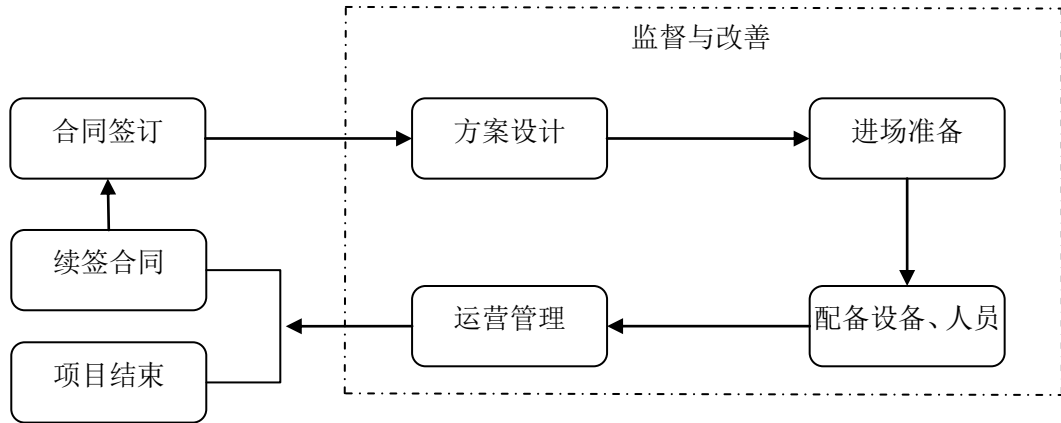 监督与改善
合同签订
方案设计
进场准备
续签合同
运营管理
配备设备、人员
项目结束